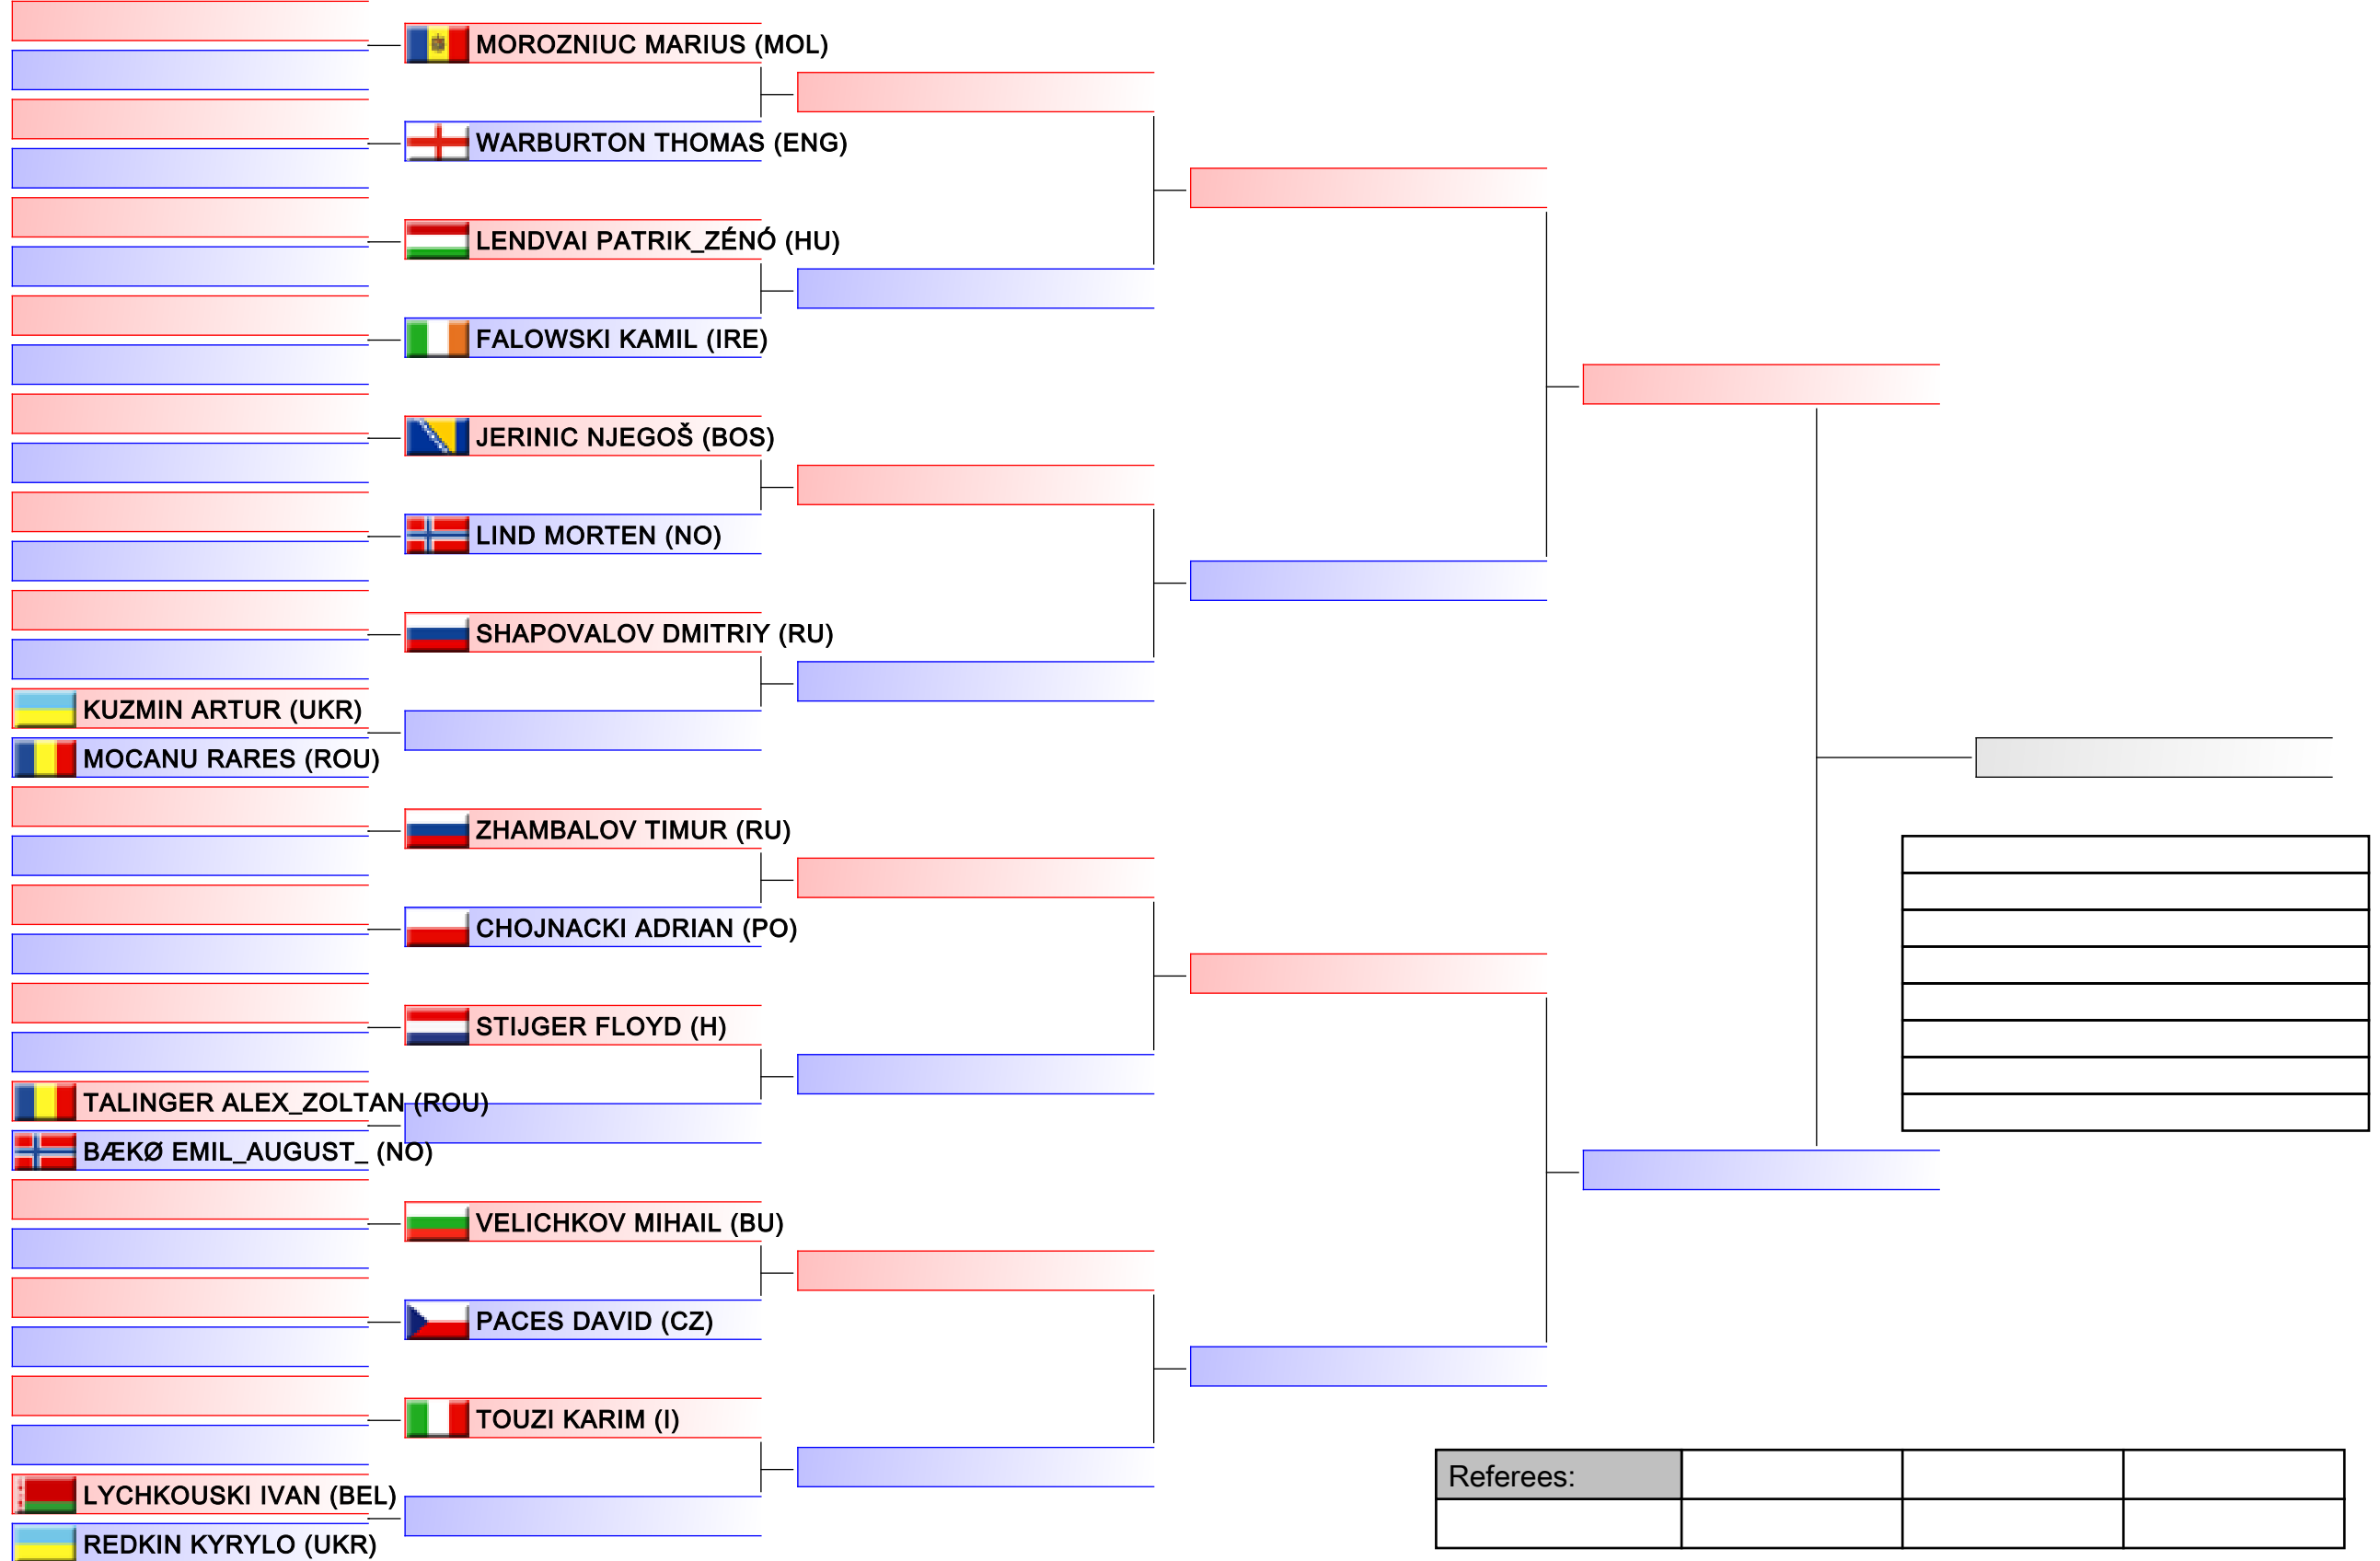 MOROZNIUC MARIUS (MOL)
WARBURTON THOMAS (ENG)
LENDVAI PATRIK_ZÉNÓ (HU)
FALOWSKI KAMIL (IRE)
JERINIC NJEGOŠ (BOS)
LIND MORTEN (NO)
SHAPOVALOV DMITRIY (RU)
KUZMIN ARTUR (UKR)
MOCANU RARES (ROU)
ZHAMBALOV TIMUR (RU)
CHOJNACKI ADRIAN (PO)
STIJGER FLOYD (H)
TALINGER ALEX_ZOLTAN (ROU)
BÆKØ EMIL_AUGUST_ (NO)
VELICHKOV MIHAIL (BU)
PACES DAVID (CZ)
TOUZI KARIM (I)
LYCHKOUSKI IVAN (BEL)
REDKIN KYRYLO (UKR)
Referees: